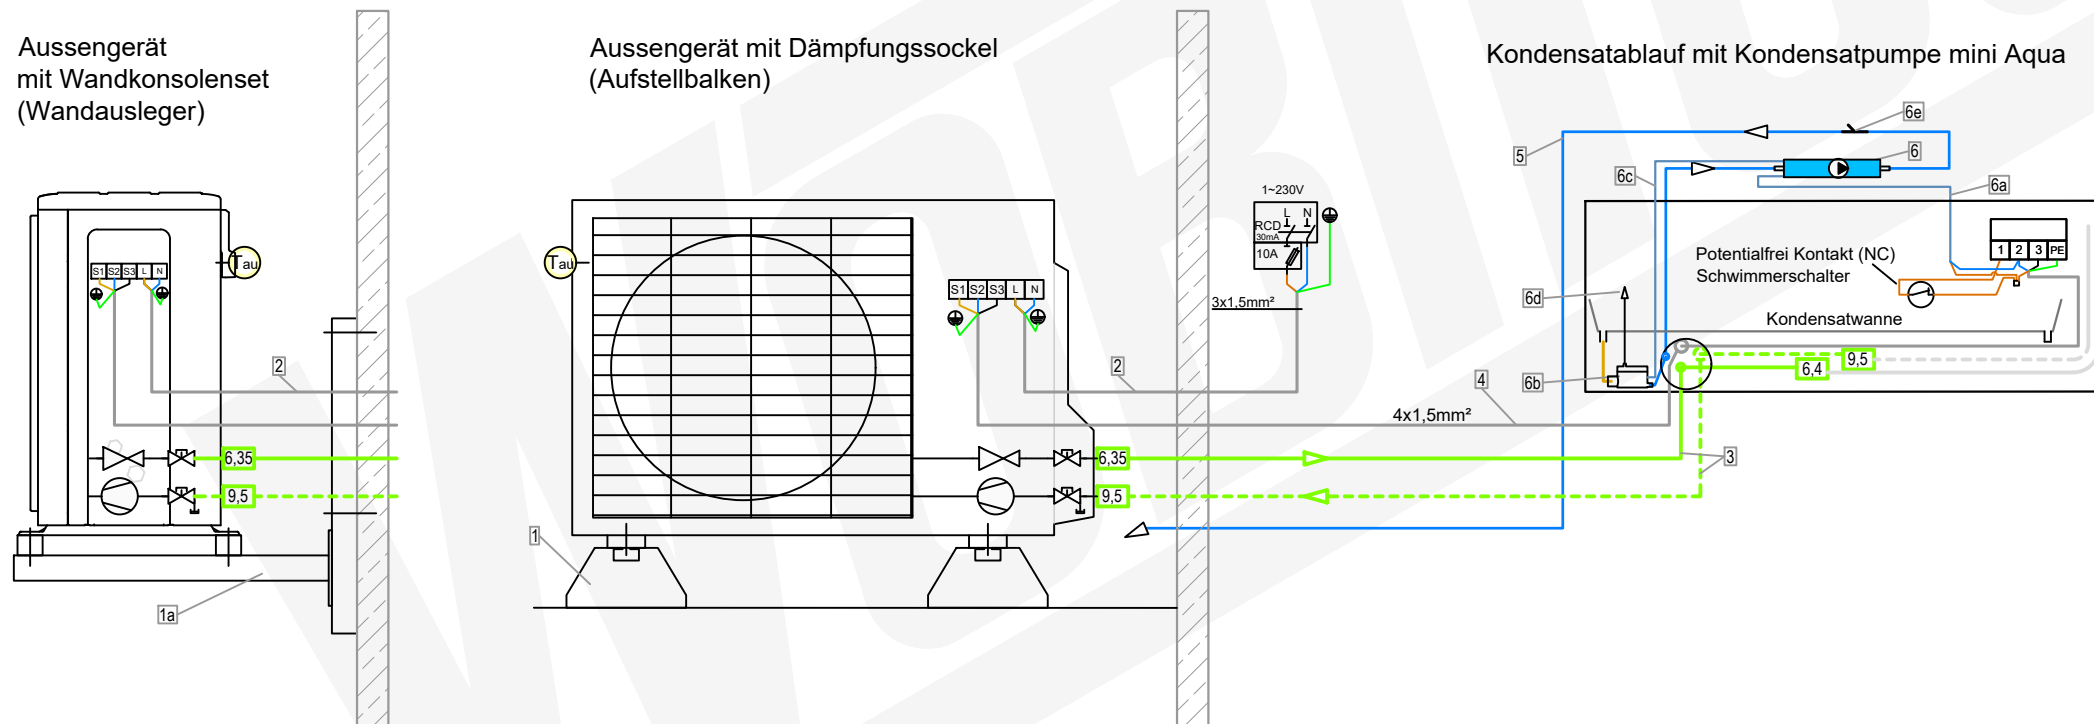 Aussengerät
mit Wandkonsolenset
(Wandausleger)
Aussengerät mit Dämpfungssockel
(Aufstellbalken)
Kondensatablauf mit Kondensatpumpe mini Aqua
6e
5
6
6c
6a
1~230V
L N
RCD
30mA
10A
3x1,5mm²
Tau
S1 S2 S3 L N
2
6,35
9,5
1a
Tau
S1 S2 S3 L N
2
6,35
9,5
1
4
4x1,5mm²
3
1 2 3 PE
Potentialfrei Kontakt (NC)
Schwimmerschalter
6d
Kondensatwanne
6b
9,5
6,4